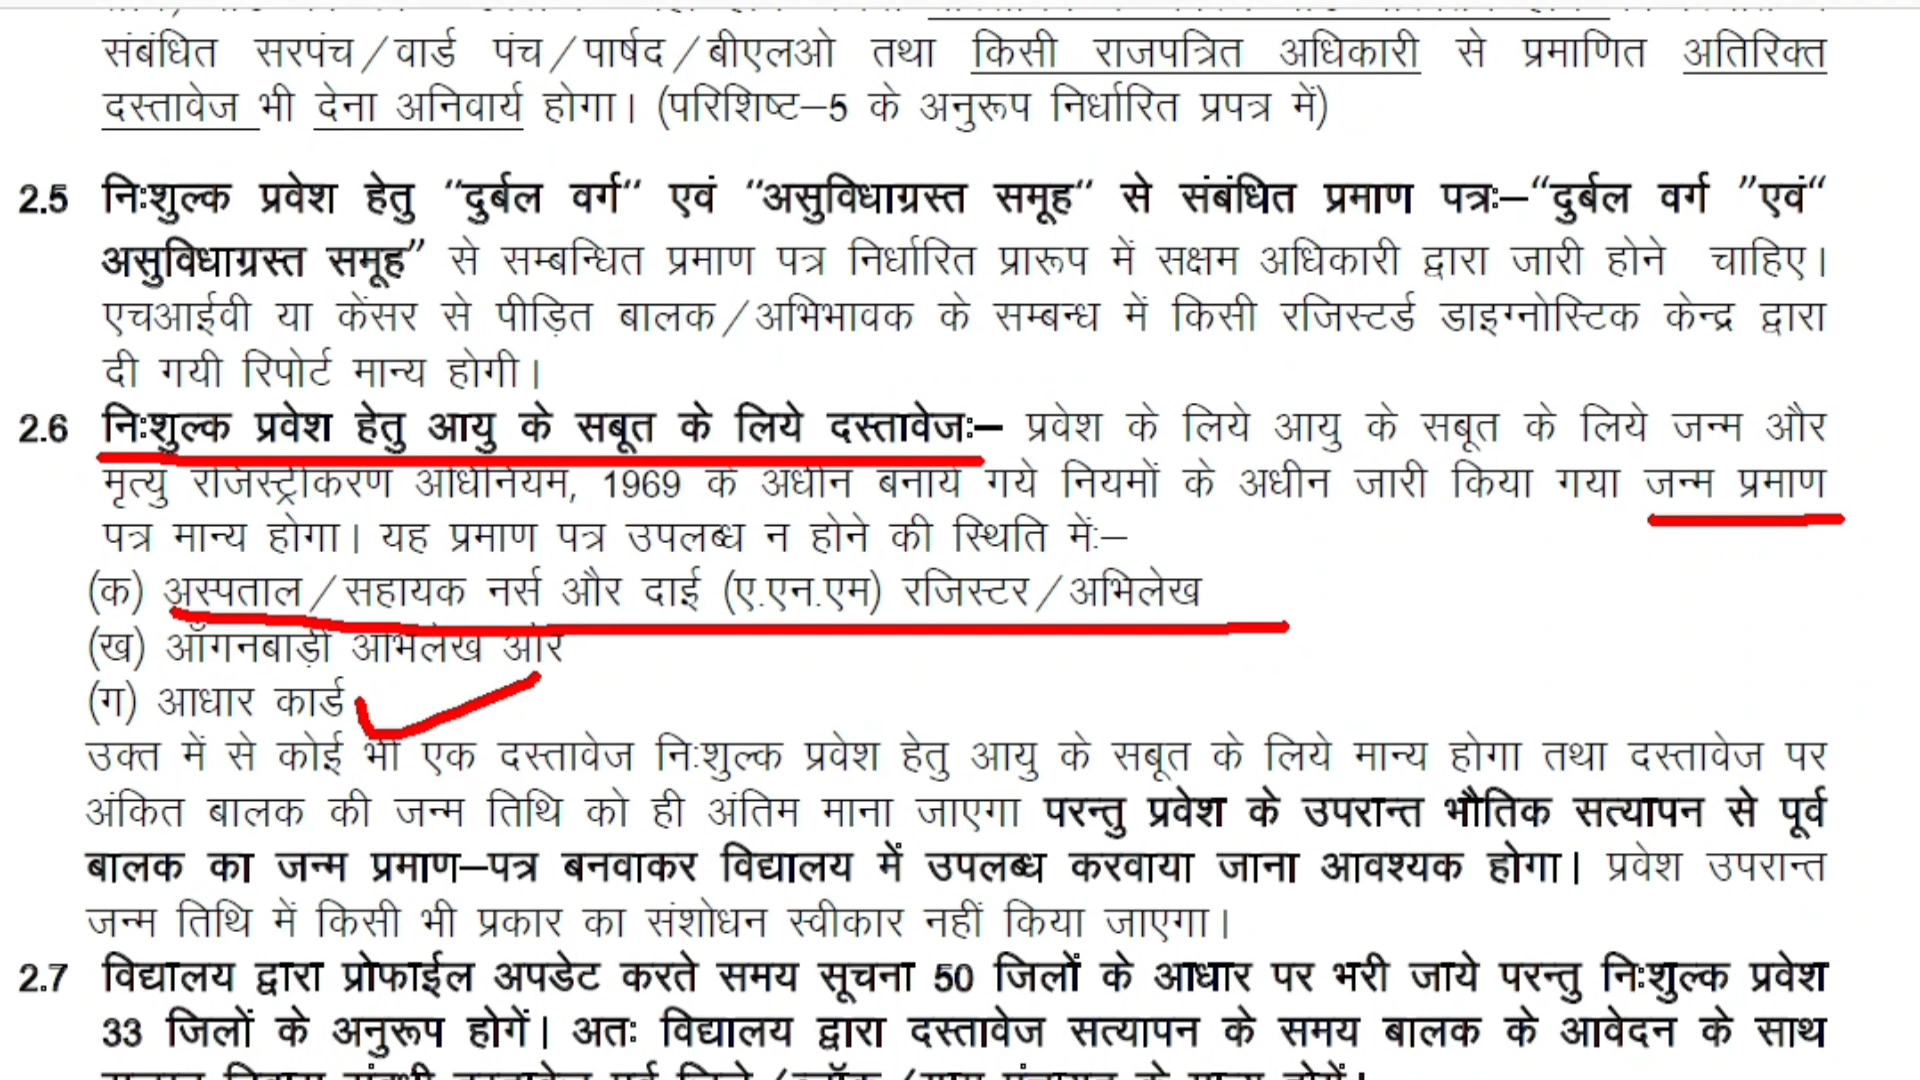 संबंधित सरपंच/वार्ड पंच/पार्षद/बीएलओ तथा किसी राजपत्रित अधिकारी से प्रमाणित अतिरिक्त
दस्तावेज भी देना अनिवार्य होगा। (परिशिष्ट–5 के अनुरूप निर्धारित प्रपत्र में)
2.5 निःशुल्क प्रवेश हेतु “दुर्बल वर्ग“ एवं “असुविधाग्रस्त समूह“ से संबंधित प्रमाण पत्रः–“दुर्बल वर्ग ”एवं“
असुविधाग्रस्त समूह” से सम्बन्धित प्रमाण पत्र निर्धारित प्रारूप में सक्षम अधिकारी द्वारा जारी होने चाहिए।
एचआईवी या केंसर से पीड़ित बालक/अभिभावक के सम्बन्ध में किसी रजिस्टर्ड डाइग्नोस्टिक केन्द्र द्वारा
दी गयी रिपोर्ट मान्य होगी।
2.6 निःशुल्क प्रवेश हेतु आयु के सबूत के लिये दस्तावेजः– प्रवेश के लिये आयु के सबूत के लिये जन्म और
मृत्यु रजिस्ट्रीकरण अधिनियम, 1969 के अधीन बनाये गये नियमों के अधीन जारी किया गया जन्म प्रमाण
पत्र मान्य होगा। यह प्रमाण पत्र उपलब्ध न होने की स्थिति मेंः–
(क) अस्पताल/सहायक नर्स और दाई (ए.एन.एम) रजिस्टर/अभिलेख
(ख) ऑगनबाड़ी अभिलेख और
(ग) आधार कार्ड
उक्त में से कोई भी एक दस्तावेज निःशुल्क प्रवेश हेतु आयु के सबूत के लिये मान्य होगा तथा दस्तावेज पर
अंकित बालक की जन्म तिथि को ही अंतिम माना जाएगा परन्तु प्रवेश के उपरान्त भौतिक सत्यापन से पूर्व
बालक का जन्म प्रमाण–पत्र बनवाकर विद्यालय में उपलब्ध करवाया जाना आवश्यक होगा। प्रवेश उपरान्त
जन्म तिथि में किसी भी प्रकार का संशोधन स्वीकार नहीं किया जाएगा।
2.7 विद्यालय द्वारा प्रोफाईल अपडेट करते समय सूचना 50 जिलों के आधार पर भरी जाये परन्तु निःशुल्क प्रवेश
33 जिलों के अनुरूप होगें। अतः विद्यालय द्वारा दस्तावेज सत्यापन के समय बालक के आवेदन के साथ